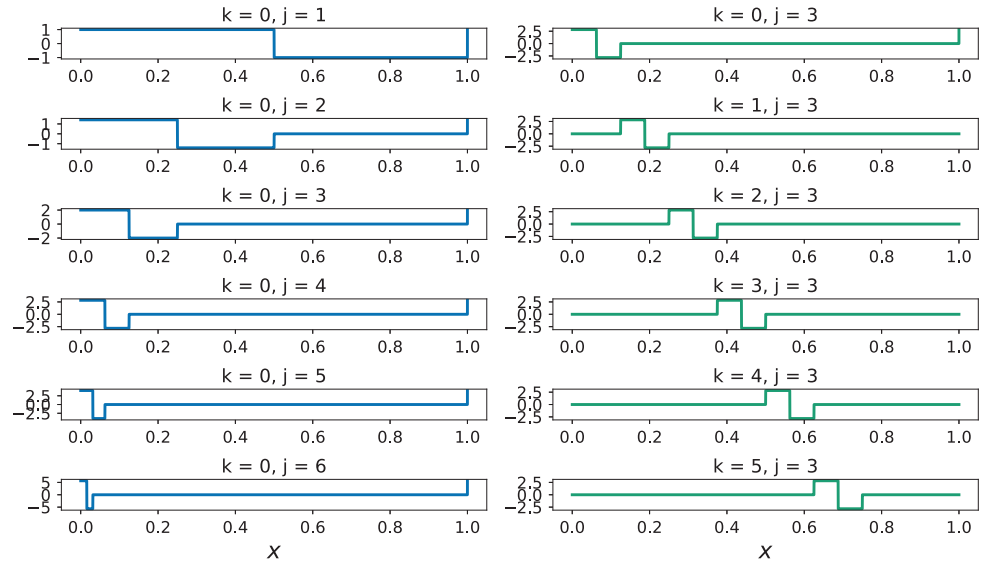 k = 0, j = 1
1
0
−1
0.0 0.2 0.4 0.6 0.8 1.0
k = 0, j = 2
1
0
−1
0.0 0.2 0.4 0.6 0.8 1.0
k = 0, j = 3
2
0
−2
0.0 0.2 0.4 0.6 0.8 1.0
k = 0, j = 4
2.5
0.0
−2.5
0.0 0.2 0.4 0.6 0.8 1.0
k = 0, j = 5
2.5
0.0
−2.5
0.0 0.2 0.4 0.6 0.8 1.0
k = 0, j = 6
5
0
−5
0.0 0.2 0.4 0.6 0.8 1.0
x
k = 0, j = 3
2.5
0.0
−2.5
0.0 0.2 0.4 0.6 0.8 1.0
k = 1, j = 3
2.5
0.0
−2.5
0.0 0.2 0.4 0.6 0.8 1.0
k = 2, j = 3
2.5
0.0
−2.5
0.0 0.2 0.4 0.6 0.8 1.0
k = 3, j = 3
2.5
0.0
−2.5
0.0 0.2 0.4 0.6 0.8 1.0
k = 4, j = 3
2.5
0.0
−2.5
0.0 0.2 0.4 0.6 0.8 1.0
k = 5, j = 3
2.5
0.0
−2.5
0.0 0.2 0.4 0.6 0.8 1.0
x